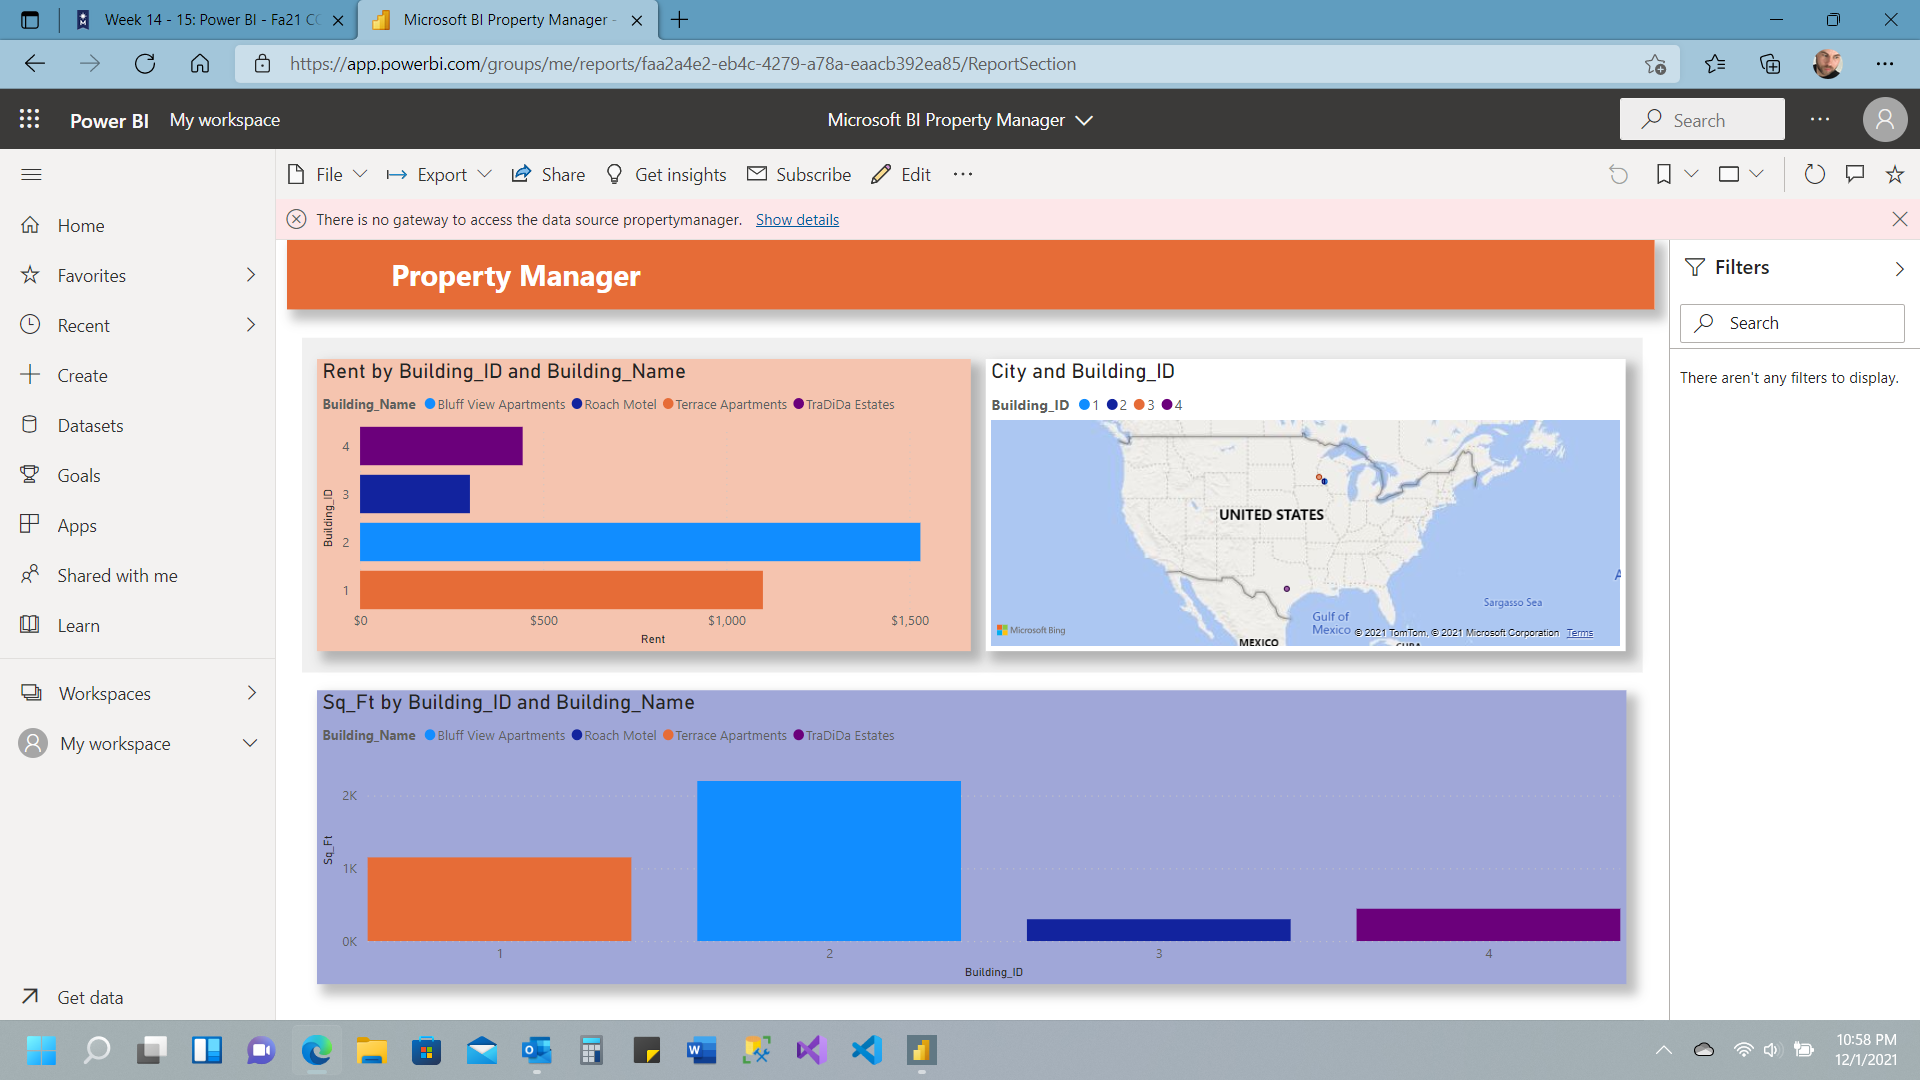 Week 14 - 15: Power BI - Fa21 CO
Microsoft BI Property Manager -
https://app.powerbi.com/groups/me/reports/faa2a4e2-eb4c-4279-a78a-eaacb392ea85/ReportSection
Power BI
My workspace
Microsoft BI Property Manager
Search
File
Export
Share
Get insights
Subscribe
Edit
There is no gateway to access the data source propertymanager. Show details
Home
Favorites
Recent
Create
Datasets
Goals
Apps
Shared with me
Learn
Workspaces
My workspace
Get data
Property Manager
Rent by Building_ID and Building_Name
Building_Name Bluff View Apartments Roach Motel Terrace Apartments TraDiDa Estates
Building_ID
4
3
2
1
$0 $500 $1,000 $1,500
Rent
City and Building_ID
Building_ID 1 2 3 4
UNITED STATES
Sargasso Sea
Gulf of
Mexico
MEXICO
CUBA
A
Microsoft Bing
© 2021 TomTom, © 2021 Microsoft Corporation Terms
Sq_Ft by Building_ID and Building_Name
Building_Name Bluff View Apartments Roach Motel Terrace Apartments TraDiDa Estates
Sq_Ft
2K
1K
0K
1 2 3 4
Building_ID
Filters
Search
There aren't any filters to display.
10:58 PM
12/1/2021